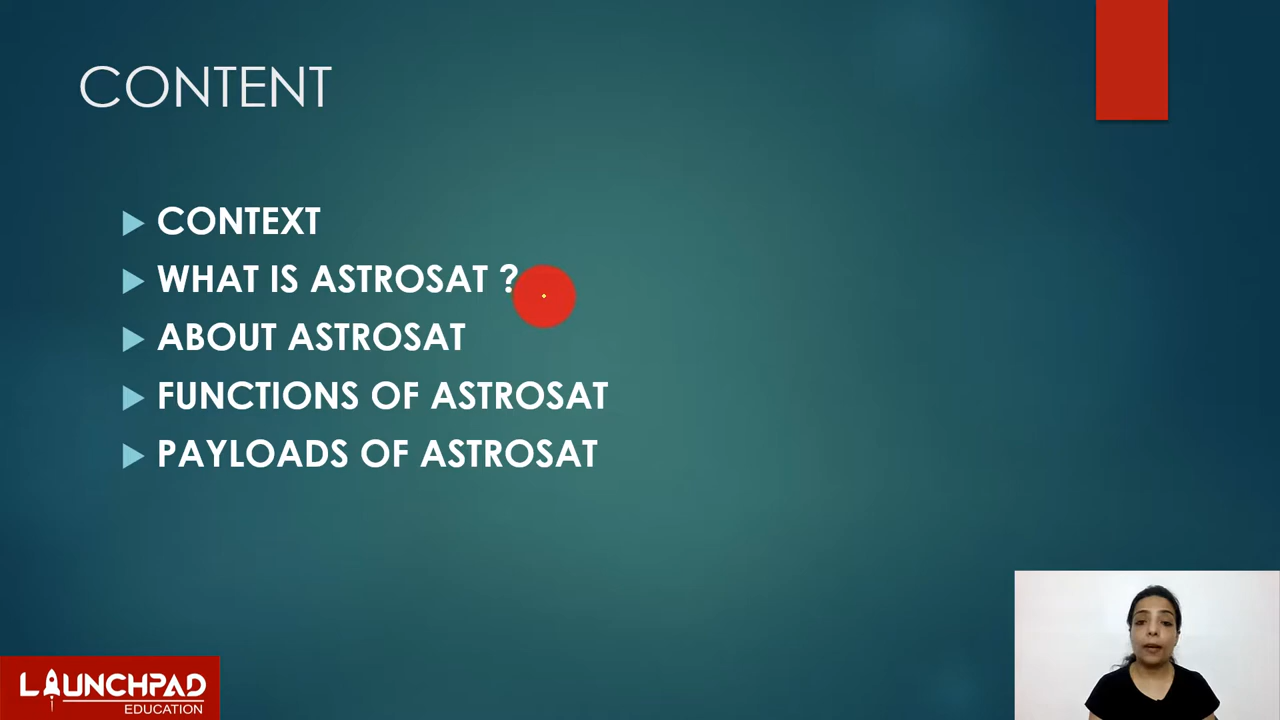 CONTENT
CONTEXT
WHAT IS ASTROSAT ?
ABOUT ASTROSAT
FUNCTIONS OF ASTROSAT
PAYLOADS OF ASTROSAT
LAUNCHPAD
EDUCATION